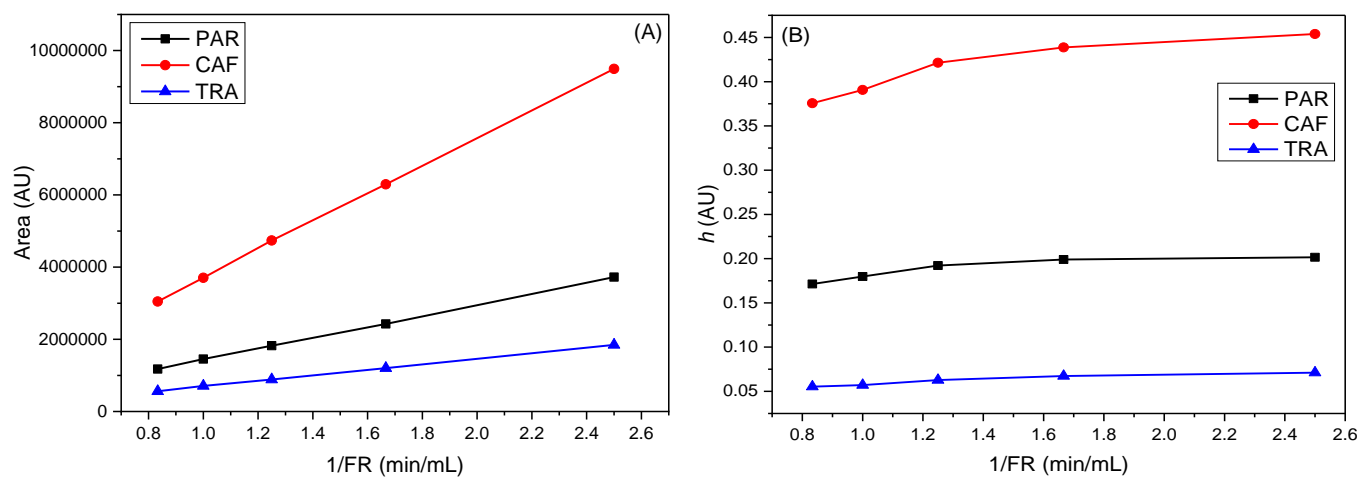 (A)
PAR
CAF
TRA
10000000
8000000
6000000
4000000
2000000
0
Area (AU)
0.8 1.0 1.2 1.4 1.6 1.8 2.0 2.2 2.4 2.6
1/FR (min/mL)
(B)
PAR
CAF
TRA
0.45
0.40
0.35
0.30
0.25
0.20
0.15
0.10
0.05
h (AU)
0.8 1.0 1.2 1.4 1.6 1.8 2.0 2.2 2.4 2.6
1/FR (min/mL)